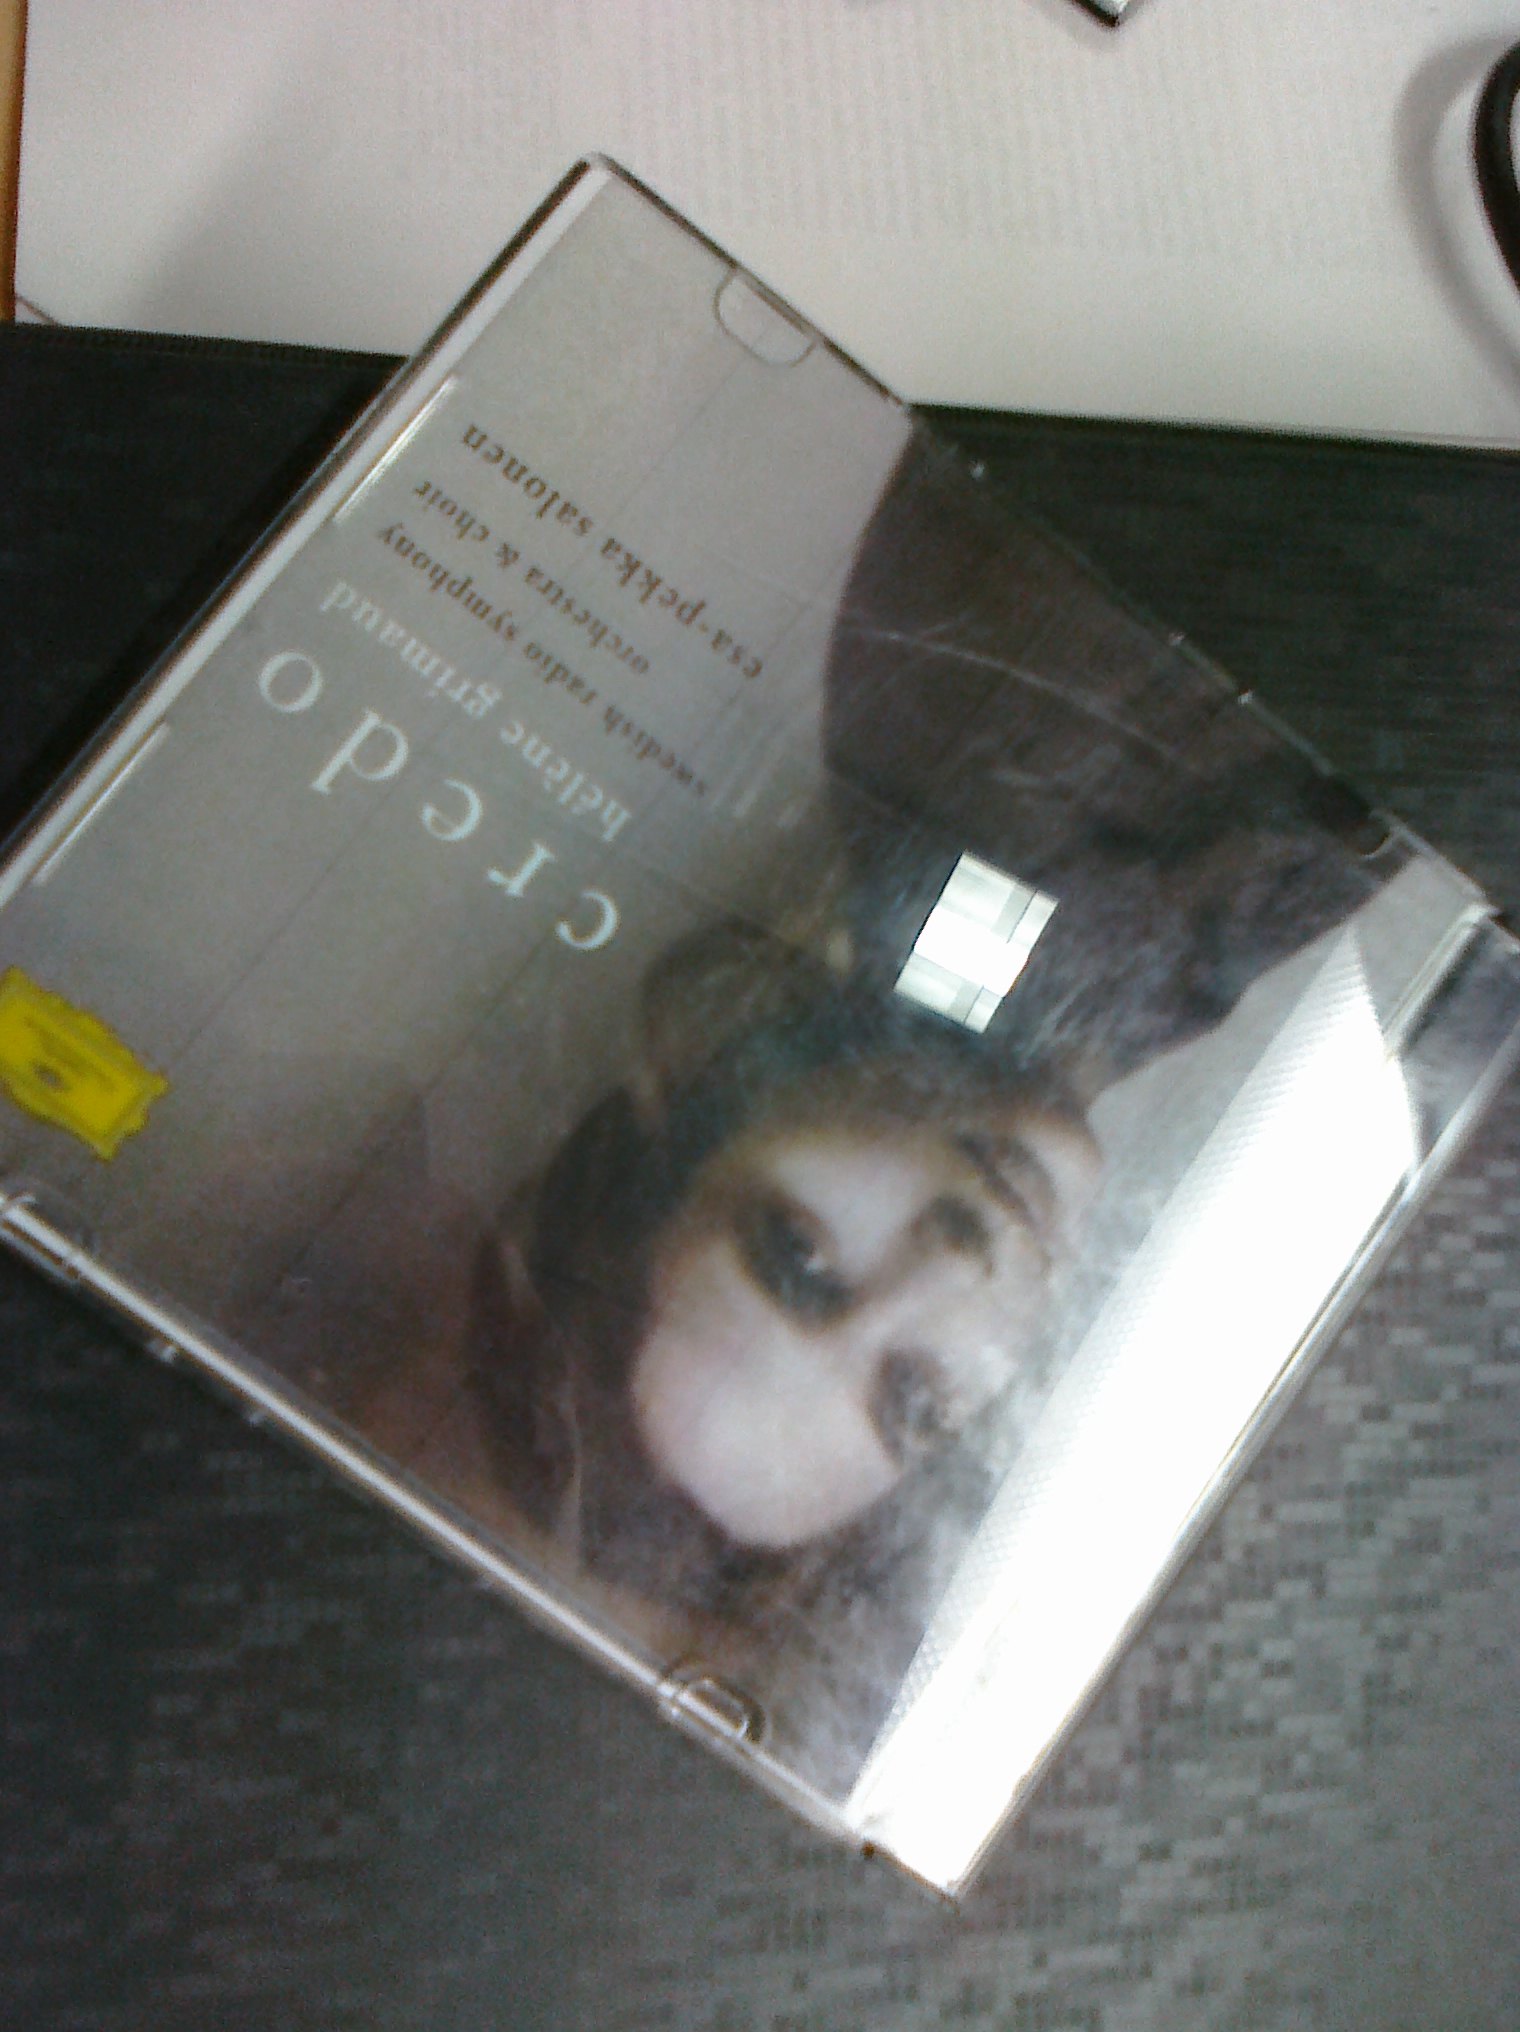 credo
hélène grimaud
swedish radio symphony
orchestra & choir
esa-pekka salonen